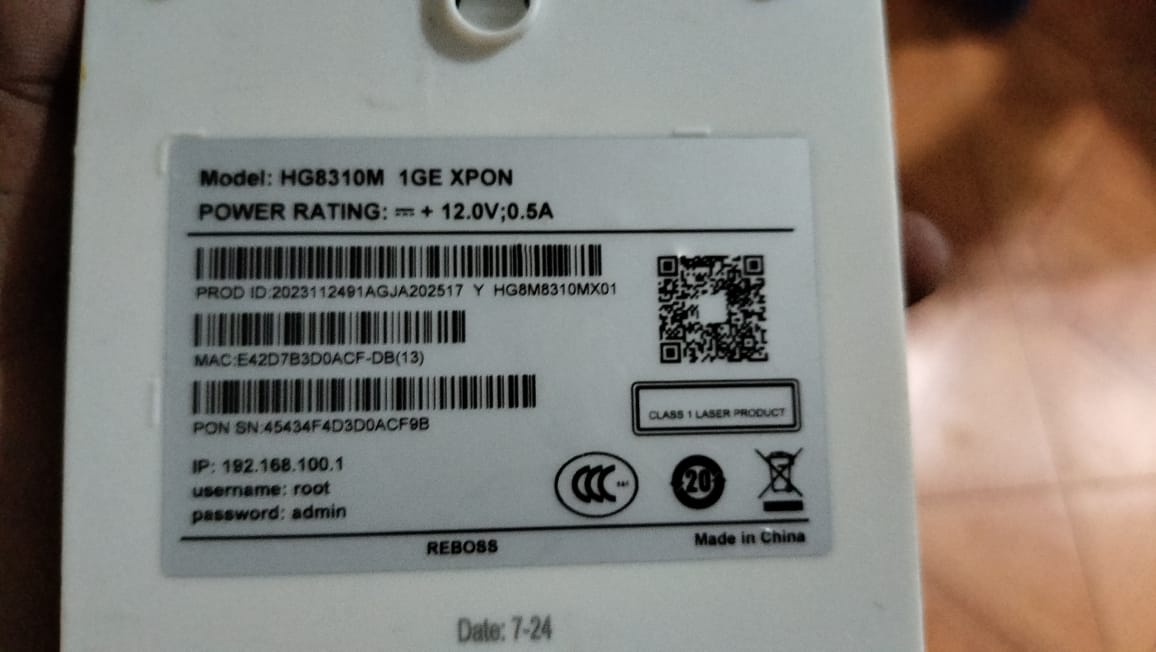 Model: HG8310M 1GE XPON
POWER RATING: ⎓ + 12.0V;0.5A
PROD ID:2023112491AGJA202517 Y HG8M8310MX01
MAC:E42D7B3D0ACF-DB(13)
PON SN:45434F4D3D0ACF9B
CLASS 1 LASER PRODUCT
IP: 192.168.100.1
username: root
password: admin
CCC
20
REBOSS
Made in China
Date: 7-24